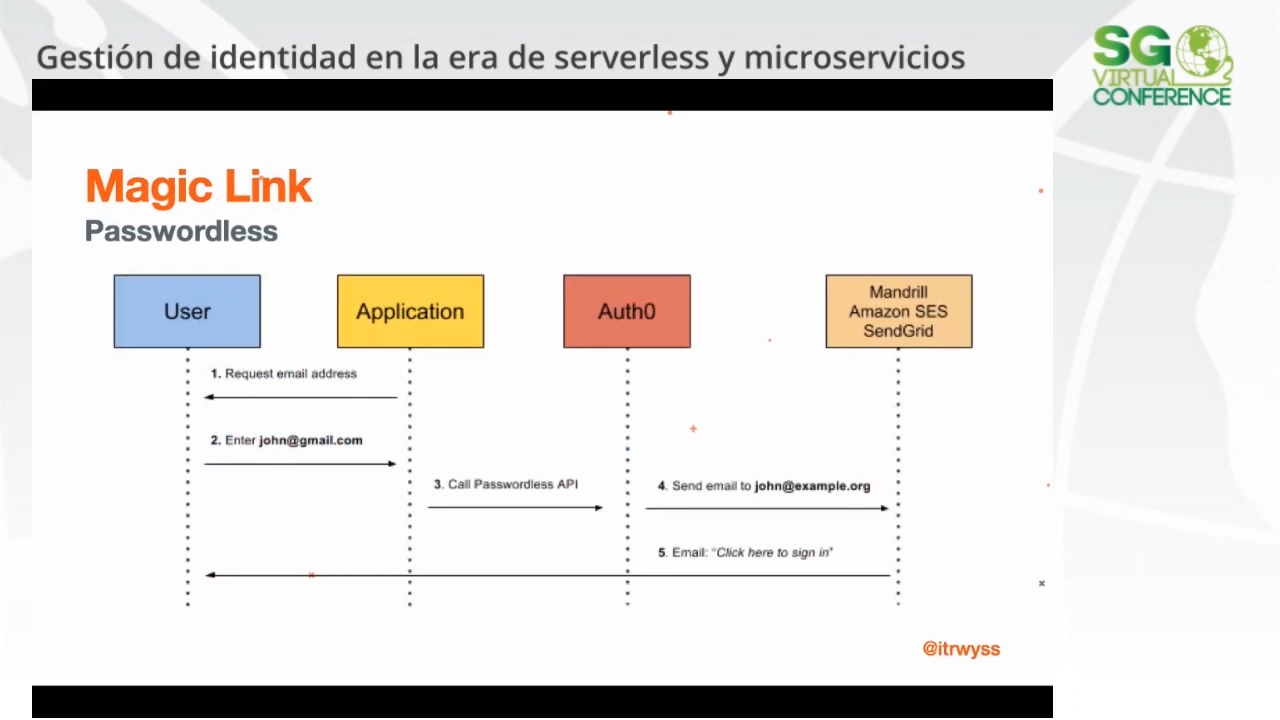 Gestión de identidad en la era de serverless y microservicios
SG
VIRTUAL
CONFERENCE
Magic Link
Passwordless
User
Application
Auth0
Mandrill
Amazon SES
SendGrid
1. Request email address
2. Enter john@gmail.com
3. Call Passwordless API
4. Send email to john@example.org
5. Email: "Click here to sign in"
@itrwyss